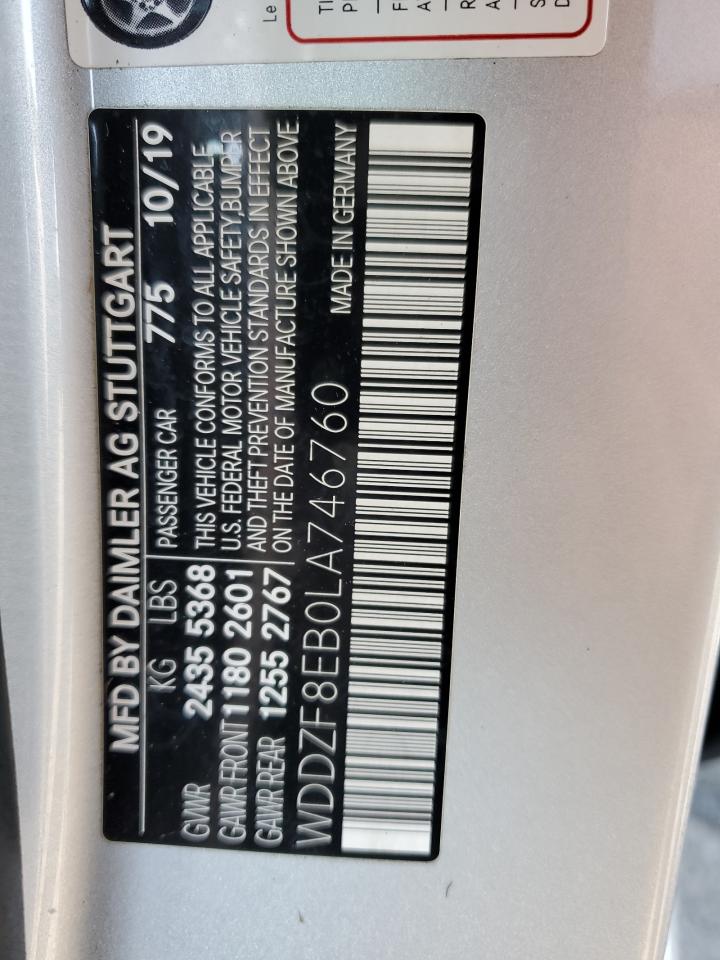 MFD BY DAIMLER AG STUTTGART
KG LBS PASSENGER CAR 775 10/19
GVWR 2435 5368 THIS VEHICLE CONFORMS TO ALL APPLICABLE
GAWR FRONT 1180 2601 U.S. FEDERAL MOTOR VEHICLE SAFETY,BUMPER
GAWR REAR 1255 2767 AND THEFT PREVENTION STANDARDS IN EFFECT
ON THE DATE OF MANUFACTURE SHOWN ABOVE.
WDDZF8EB0LA746760 MADE IN GERMANY
Le